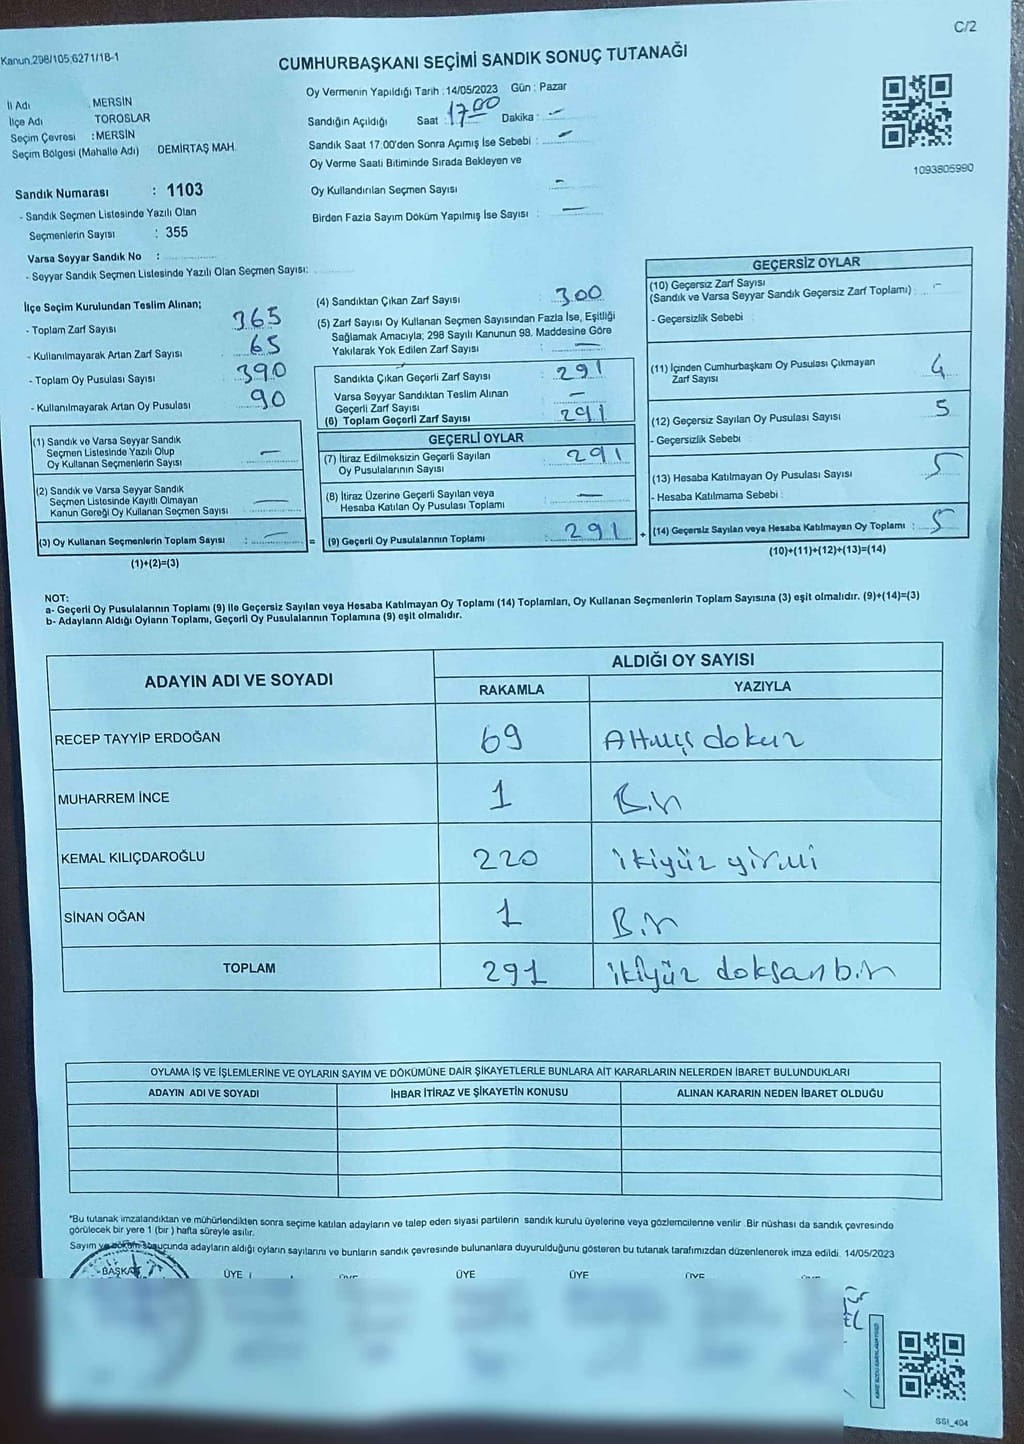 C/2
Kanun.298/105;6271/18-1
CUMHURBAŞKANI SEÇİMİ SANDIK SONUÇ TUTANAĞI
İl Adı : MERSİN
İlçe Adı TOROSLAR
Seçim Çevresi : MERSİN
Seçim Bölgesi (Mahalle Adı) DEMİRTAŞ MAH.
Sandık Numarası : 1103
- Sandık Seçmen Listesinde Yazılı Olan
Seçmenlerin Sayısı : 355
Varsa Seyyar Sandık No :
- Seyyar Sandık Seçmen Listesinde Yazılı Olan Seçmen Sayısı:
Oy Vermenin Yapıldığı Tarih : 14/05/2023 Gün : Pazar
Sandığın Açıldığı Saat : 17.00 Dakika : -
Sandık Saat 17.00'den Sonra Açımış İse Sebebi : -
Oy Verme Saati Bitiminde Sırada Bekleyen ve
Oy Kullandırılan Seçmen Sayısı -
Birden Fazla Sayım Döküm Yapılmış İse Sayısı : -
1093805990
İlçe Seçim Kurulundan Teslim Alınan;
- Toplam Zarf Sayısı 365
- Kullanılmayarak Artan Zarf Sayısı 65
- Toplam Oy Pusulası Sayısı 390
- Kullanılmayarak Artan Oy Pusulası 90
(1) Sandık ve Varsa Seyyar Sandık
Seçmen Listesinde Yazılı Olup
Oy Kullanan Seçmenlerin Sayısı : -
(2) Sandık ve Varsa Seyyar Sandık
Seçmen Listesinde Kayıtlı Olmayan
Kanun Gereği Oy Kullanan Seçmen Sayısı -
(3) Oy Kullanan Seçmenlerin Toplam Sayısı : - =
(1)+(2)=(3)
(4) Sandıktan Çıkan Zarf Sayısı 300
(5) Zarf Sayısı Oy Kullanan Seçmen Sayısından Fazla İse, Eşitliği
Sağlamak Amacıyla; 298 Sayılı Kanunun 98. Maddesine Göre
Yakılarak Yok Edilen Zarf Sayısı -
Sandıkta Çıkan Geçerli Zarf Sayısı : 291
Varsa Seyyar Sandıktan Teslim Alınan
Geçerli Zarf Sayısı -
(6) Toplam Geçerli Zarf Sayısı 291
GEÇERLİ OYLAR
(7) İtiraz Edilmeksizin Geçerli Sayılan
Oy Pusulalarının Sayısı 291
(8) İtiraz Üzerine Geçerli Sayılan veya
Hesaba Katılan Oy Pusulası Toplamı -
(9) Geçerli Oy Pusulalarının Toplamı 291 +
GEÇERSİZ OYLAR
(10) Geçersiz Zarf Sayısı
(Sandık ve Varsa Seyyar Sandık Geçersiz Zarf Toplamı) : -
- Geçersizlik Sebebi
(11) İçinden Cumhurbaşkanı Oy Pusulası Çıkmayan
Zarf Sayısı 4
(12) Geçersiz Sayılan Oy Pusulası Sayısı 5
- Geçersizlik Sebebi
(13) Hesaba Katılmayan Oy Pusulası Sayısı 5
- Hesaba Katılmama Sebebi :
(14) Geçersiz Sayılan veya Hesaba Katılmayan Oy Toplamı : 5
(10)+(11)+(12)+(13)=(14)
NOT:
a- Geçerli Oy Pusulalarının Toplamı (9) ile Geçersiz Sayılan veya Hesaba Katılmayan Oy Toplamı (14) Toplamları, Oy Kullanan Seçmenlerin Toplam Sayısına (3) eşit olmalıdır. (9)+(14)=(3)
b- Adayların Aldığı Oyların Toplamı, Geçerli Oy Pusulalarının Toplamına (9) eşit olmalıdır.
ADAYIN ADI VE SOYADI
ALDIĞI OY SAYISI
RAKAMLA YAZIYLA
RECEP TAYYİP ERDOĞAN 69 Altmış dokuz
MUHARREM İNCE 1 Bir
KEMAL KILIÇDAROĞLU 220 ikiyüz yirmi
SİNAN OĞAN 1 Bir
TOPLAM 291 ikiyüz doksan bir
OYLAMA İŞ VE İŞLEMLERİNE VE OYLARIN SAYIM VE DÖKÜMÜNE DAİR ŞİKAYETLERLE BUNLARA AİT KARARLARIN NELERDEN İBARET BULUNDUKLARI
ADAYIN ADI VE SOYADI İHBAR İTİRAZ VE ŞİKAYETİN KONUSU ALINAN KARARIN NEDEN İBARET OLDUĞU
*Bu tutanak imzalandıktan ve mühürlendikten sonra seçime katılan adayların ve talep eden siyasi partilerin sandık kurulu üyelerine veya gözlemcilerine verilir. Bir nüshası da sandık çevresinde
görülecek bir yere 1 (bir) hafta süreyle asılır.
Sayım ve döküm sonucunda adayların aldığı oyların sayılarını ve bunların sandık çevresinde bulunanlara duyurulduğunu gösteren bu tutanak tarafımızdan düzenlenerek imza edildi. 14/05/2023
BAŞKAN ÜYE ÜYE ÜYE ÜYE ÜYE
SSI_404